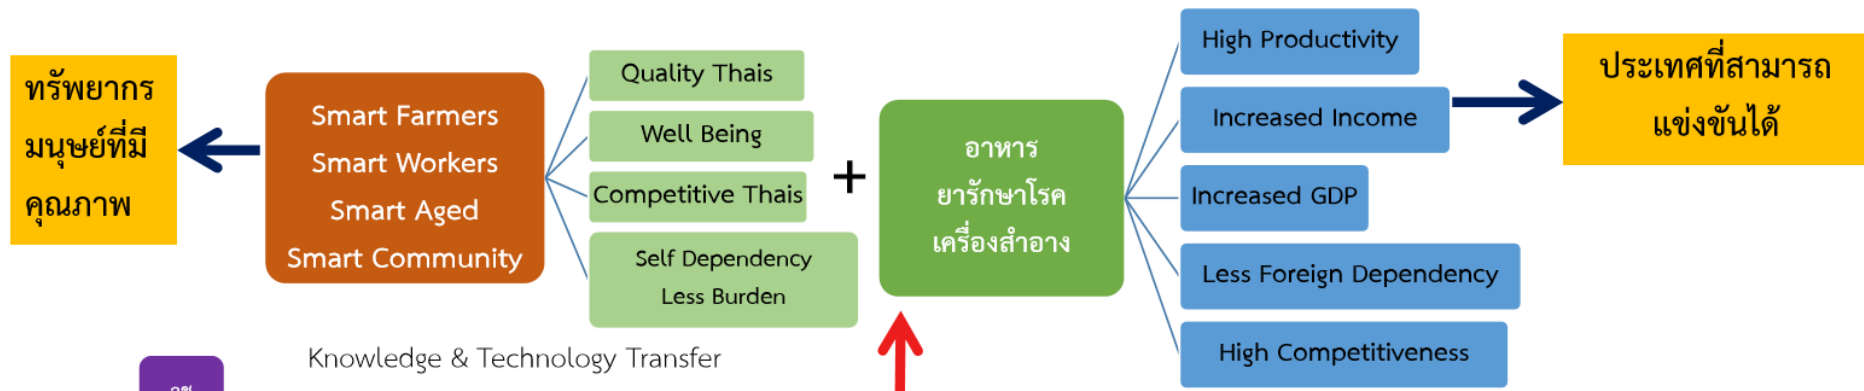 ทรัพยากร
มนุษย์ที่มี
คุณภาพ
Smart Farmers
Smart Workers
Smart Aged
Smart Community
Quality Thais
Well Being
Competitive Thais
Self Dependency
Less Burden
+
อาหาร
ยารักษาโรค
เครื่องสำอาง
High Productivity
Increased Income
Increased GDP
Less Foreign Dependency
High Competitiveness
ประเทศที่สามารถ
แข่งขันได้
Knowledge & Technology Transfer